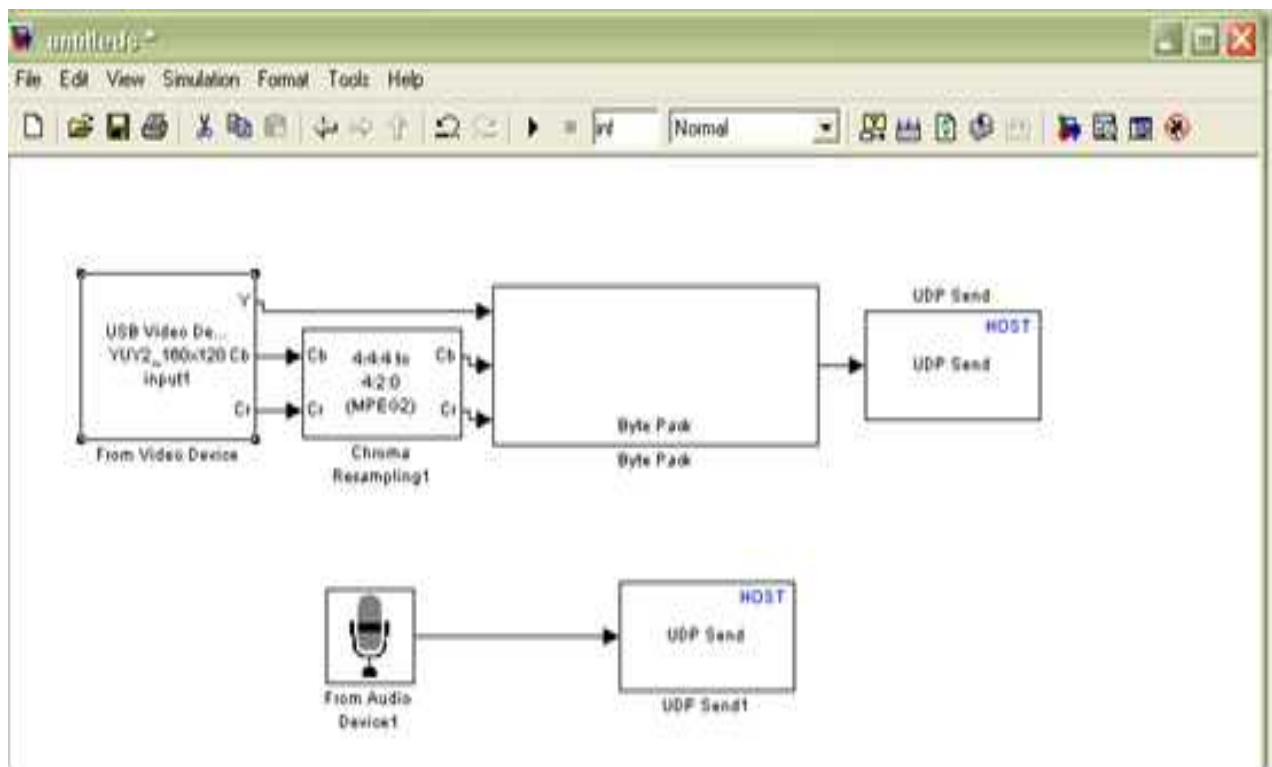 File Edit View Simulation Format Tools Help
inf Normal
Y
USB Video De...
YUY2_160x120 Cb
input1
Cr
From Video Device
Cb 4:4:4 to Cb
4:2:0
Cr (MPEG2) Cr
Chroma
Resampling1
Byte Pack
Byte Pack
UDP Send
HOST
UDP Send
From Audio
Device1
HOST
UDP Send
UDP Send1